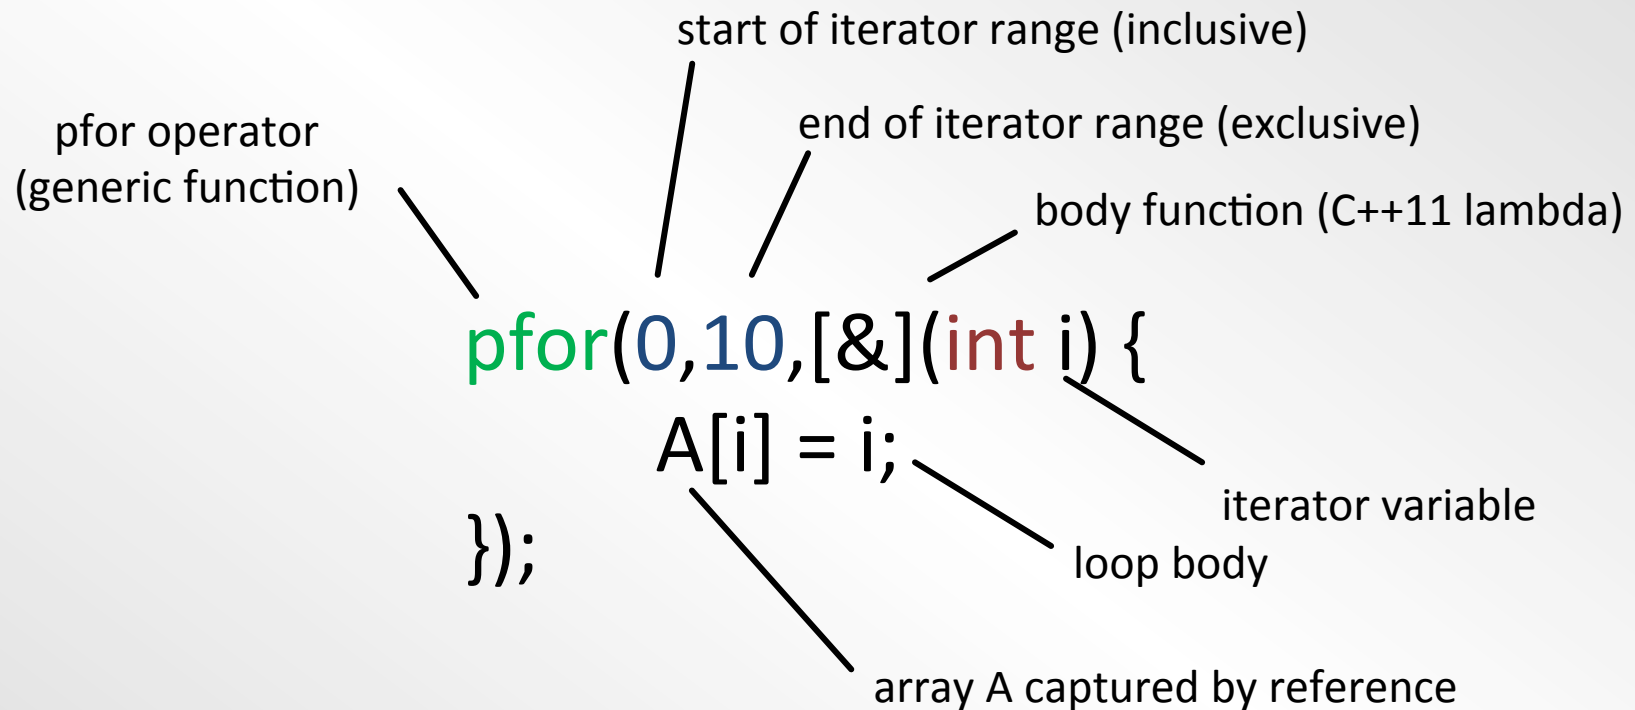 start of iterator range (inclusive)
end of iterator range (exclusive)
pfor operator
(generic function)
body function (C++11 lambda)
pfor(0,10,[&](int i) {
A[i] = i;
iterator variable
});
loop body
array A captured by reference